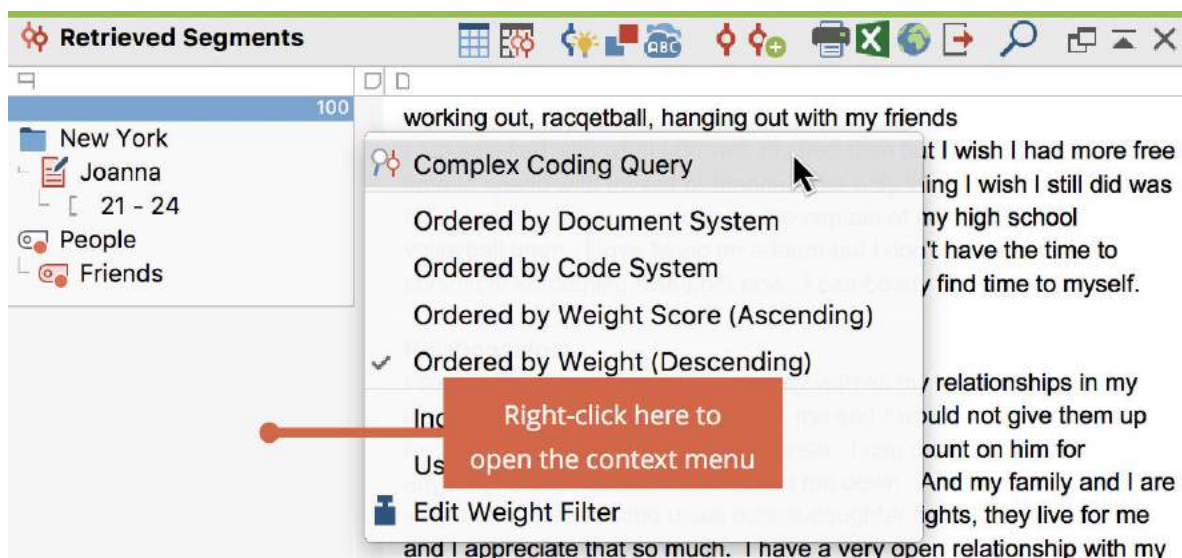 Retrieved Segments
ABC
100
New York
Joanna
21 - 24
People
Friends
working out, racqetball, hanging out with my friends
Complex Coding Query
Ordered by Document System
Ordered by Code System
Ordered by Weight Score (Ascending)
Ordered by Weight (Descending)
Edit Weight Filter
Right-click here to
open the context menu
I wish I had more free
I wish I still did was
my high school
't have the time to
find time to myself.
relationships in my
not give them up
on him for
And my family and I are
they live for me
and I appreciate that so much. I have a very open relationship with my